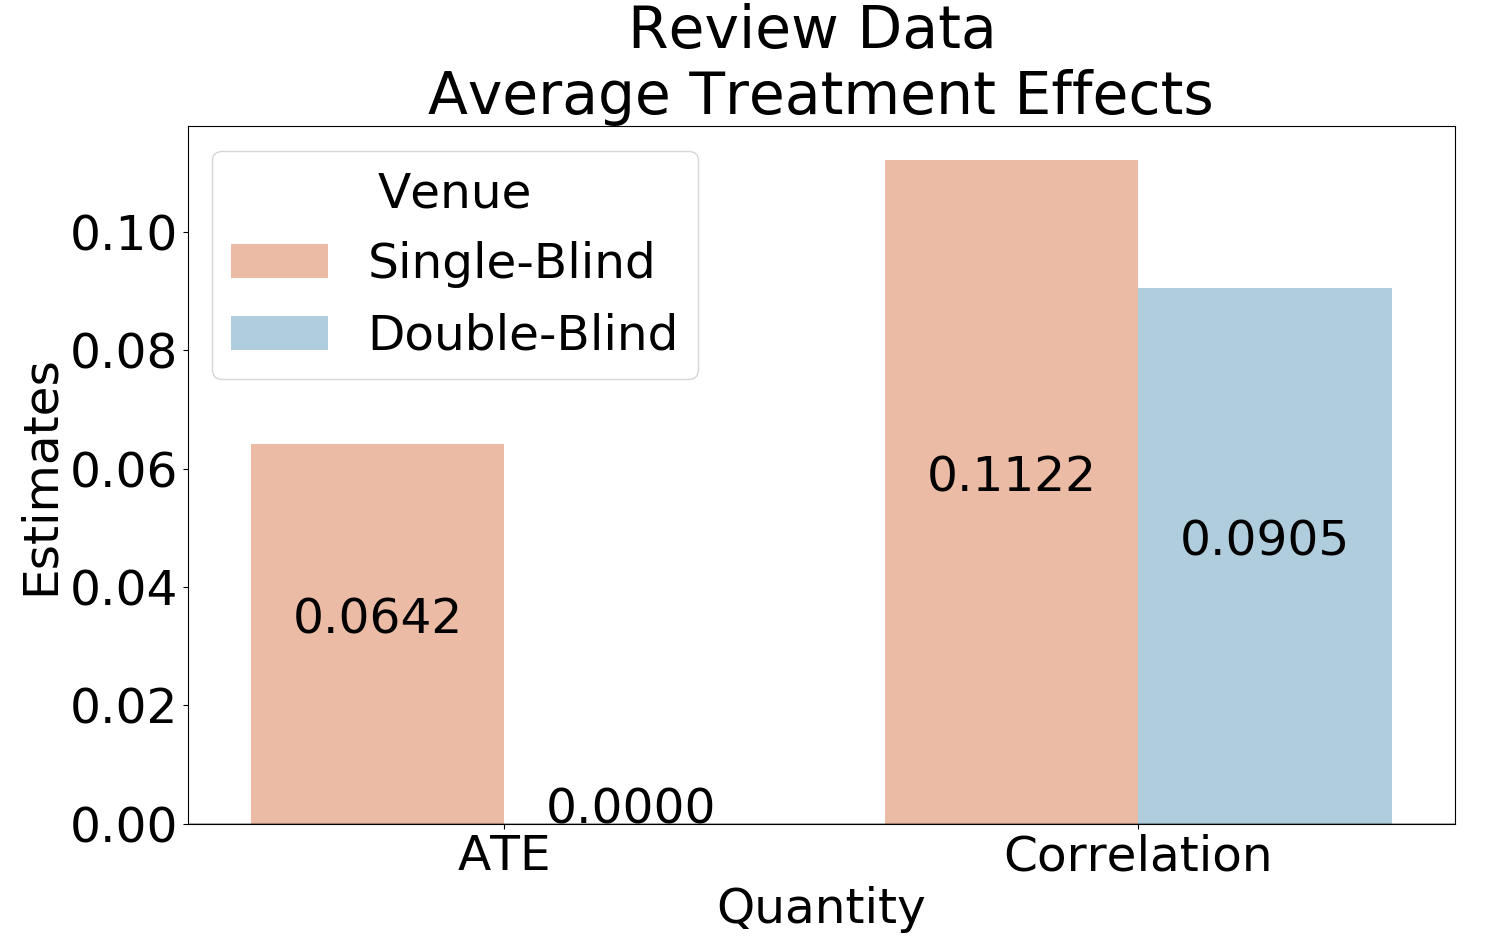 Review Data
Average Treatment Effects
Venue
Single-Blind
Double-Blind
Estimates
0.10
0.08
0.06
0.04
0.02
0.00
0.0642
0.0000
0.1122
0.0905
ATE
Correlation
Quantity